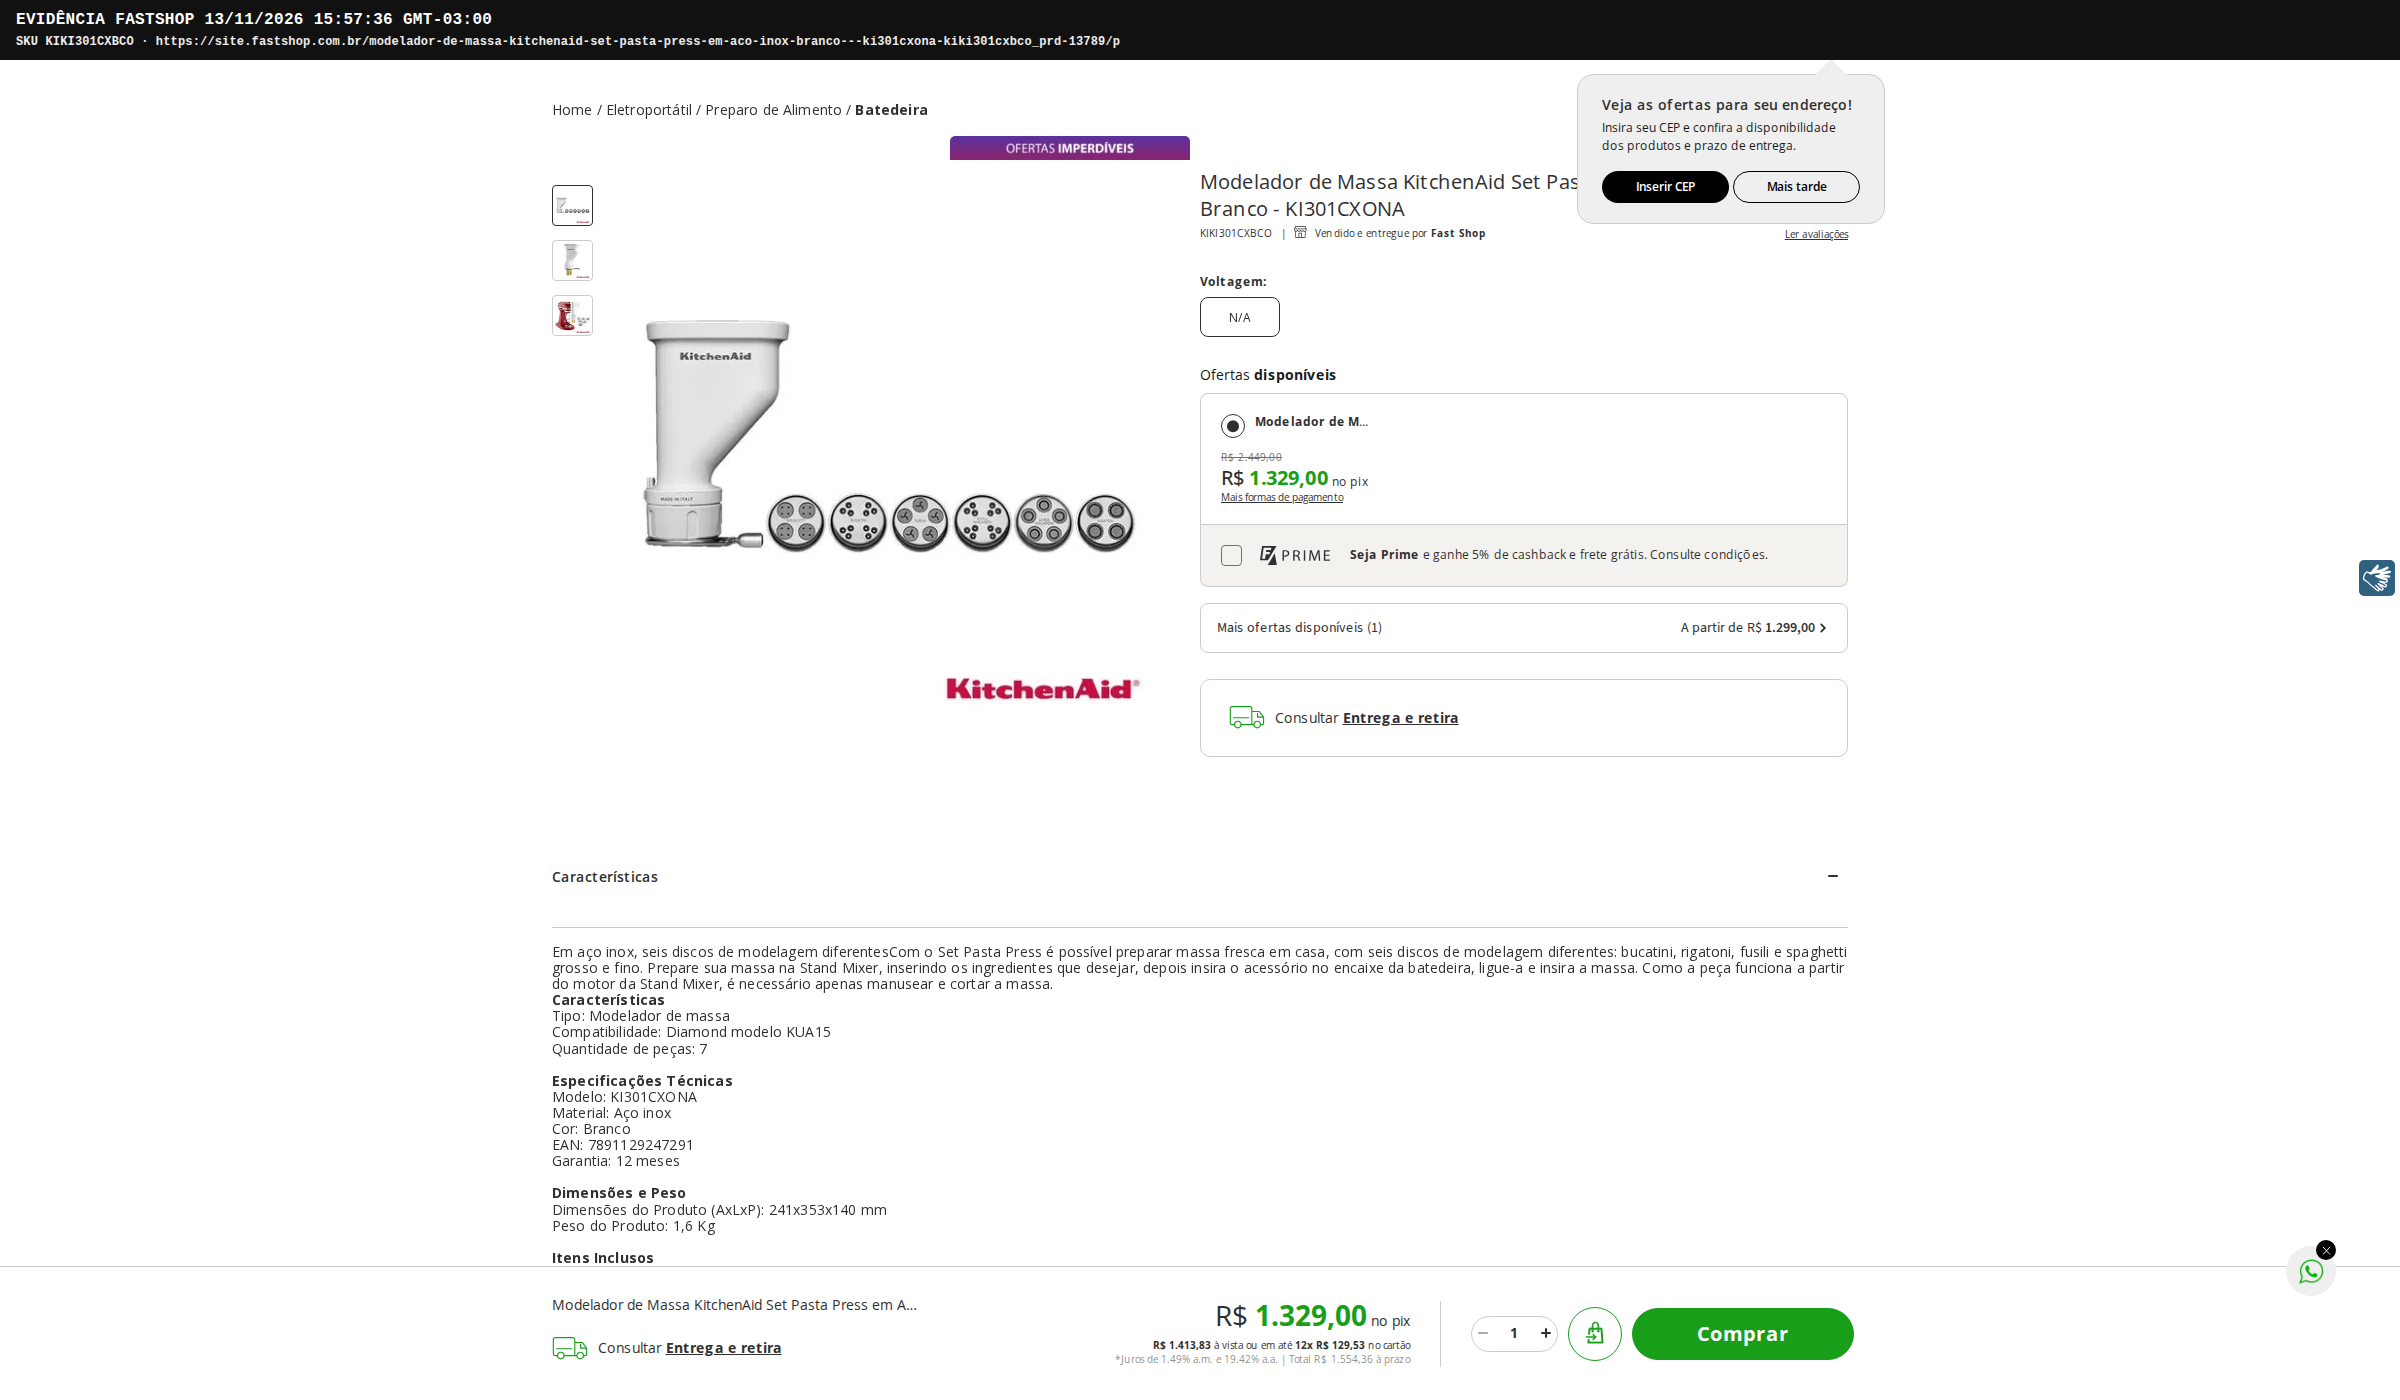 EVIDÊNCIA FASTSHOP 13/11/2026 15:57:36 GMT-03:00
SKU KIKI301CXBCO · https://site.fastshop.com.br/modelador-de-massa-kitchenaid-set-pasta-press-em-aco-inox-branco---ki301cxona-kiki301cxbco_prd-13789/p
Veja as ofertas para seu endereço!
Insira seu CEP e confira a disponibilidade
dos produtos e prazo de entrega.
Inserir CEP
Mais tarde
Home / Eletroportátil / Preparo de Alimento / Batedeira
OFERTAS IMPERDÍVEIS
Modelador de Massa KitchenAid Set Pas
Branco - KI301CXONA
KIKI301CXBCO | Vendido e entregue por Fast Shop
Ler avaliações
KitchenAid
MADE IN ITALY
KitchenAid®
Voltagem:
N/A
Ofertas disponíveis
Modelador de M...
R$ 2.449,00
R$ 1.329,00 no pix
Mais formas de pagamento
PRIME Seja Prime e ganhe 5% de cashback e frete grátis. Consulte condições.
Mais ofertas disponíveis (1) A partir de R$ 1.299,00
Consultar Entrega e retira
Características
Em aço inox, seis discos de modelagem diferentesCom o Set Pasta Press é possível preparar massa fresca em casa, com seis discos de modelagem diferentes: bucatini, rigatoni, fusili e spaghetti
grosso e fino. Prepare sua massa na Stand Mixer, inserindo os ingredientes que desejar, depois insira o acessório no encaixe da batedeira, ligue-a e insira a massa. Como a peça funciona a partir
do motor da Stand Mixer, é necessário apenas manusear e cortar a massa.
Características
Tipo: Modelador de massa
Compatibilidade: Diamond modelo KUA15
Quantidade de peças: 7
Especificações Técnicas
Modelo: KI301CXONA
Material: Aço inox
Cor: Branco
EAN: 7891129247291
Garantia: 12 meses
Dimensões e Peso
Dimensões do Produto (AxLxP): 241x353x140 mm
Peso do Produto: 1,6 Kg
Itens Inclusos
Modelador de Massa KitchenAid Set Pasta Press em A...
Consultar Entrega e retira
R$ 1.329,00 no pix
R$ 1.413,83 à vista ou em até 12x R$ 129,53 no cartão
*Juros de 1.49% a.m. e 19.42% a.a. | Total R$ 1.554,36 à prazo
1
Comprar